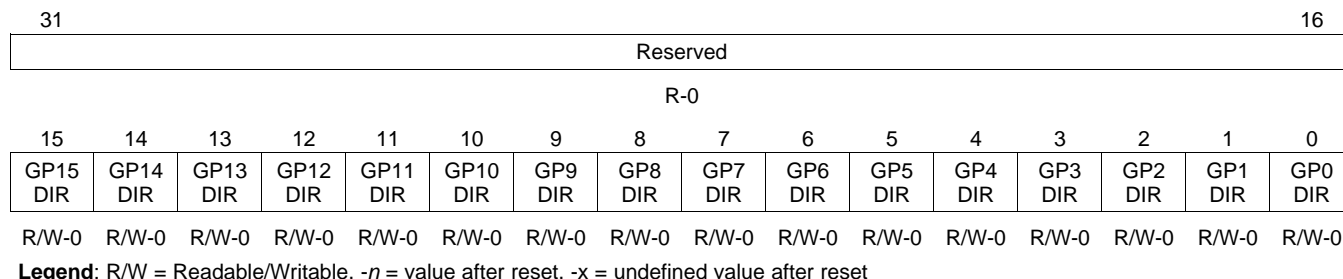 31 16
Reserved
R-0
15 14 13 12 11 10 9 8 7 6 5 4 3 2 1 0
GP15 GP14 GP13 GP12 GP11 GP10 GP9 GP8 GP7 GP6 GP5 GP4 GP3 GP2 GP1 GP0
DIR DIR DIR DIR DIR DIR DIR DIR DIR DIR DIR DIR DIR DIR DIR DIR
R/W-0 R/W-0 R/W-0 R/W-0 R/W-0 R/W-0 R/W-0 R/W-0 R/W-0 R/W-0 R/W-0 R/W-0 R/W-0 R/W-0 R/W-0 R/W-0
Legend: R/W = Readable/Writable, -n = value after reset, -x = undefined value after reset